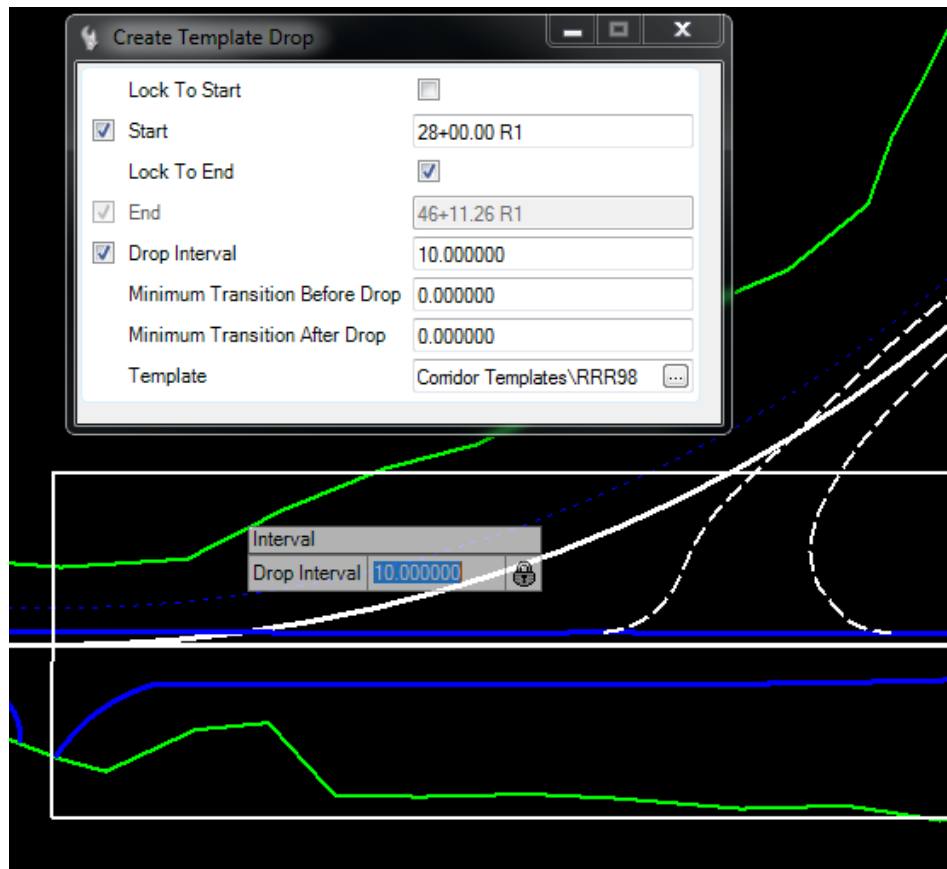 Create Template Drop
Lock To Start
Start 28+00.00 R1
Lock To End
End 46+11.26 R1
Drop Interval 10.000000
Minimum Transition Before Drop 0.000000
Minimum Transition After Drop 0.000000
Template Corridor Templates\RRR98 ...
Interval
Drop Interval 10.000000